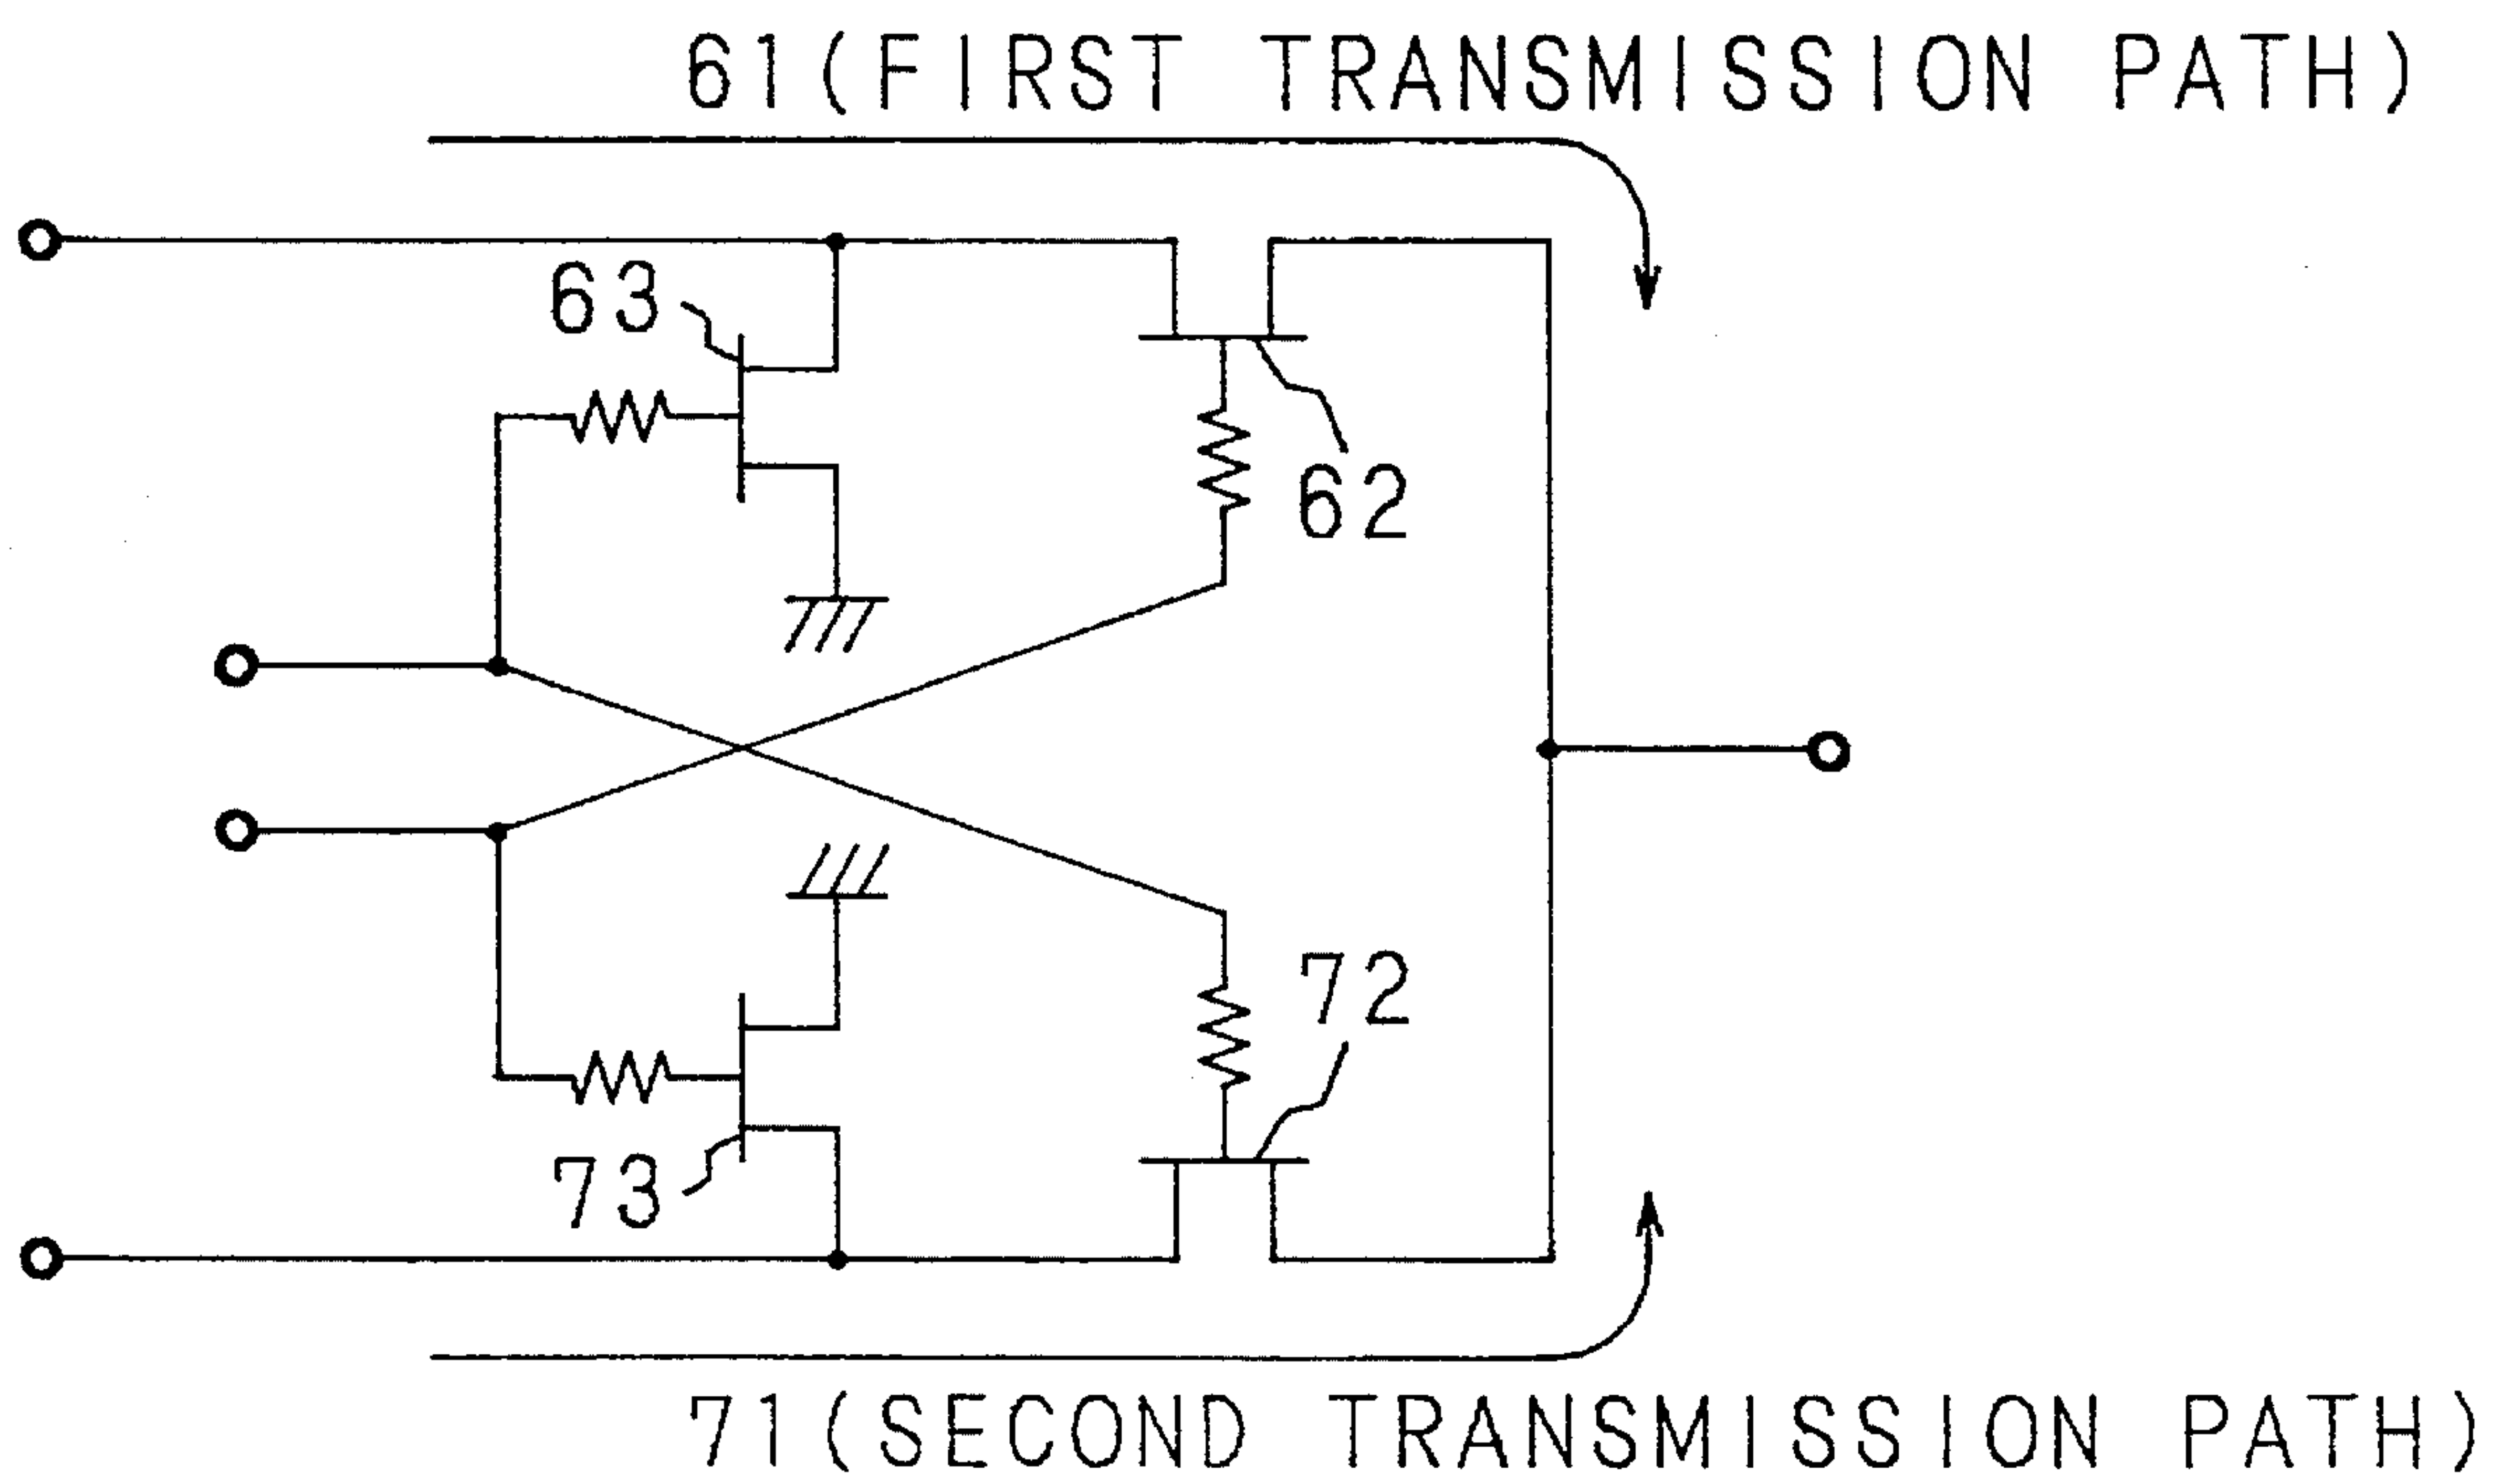 61(FIRST TRANSMISSION PATH)
63
62
72
73
71(SECOND TRANSMISSION PATH)